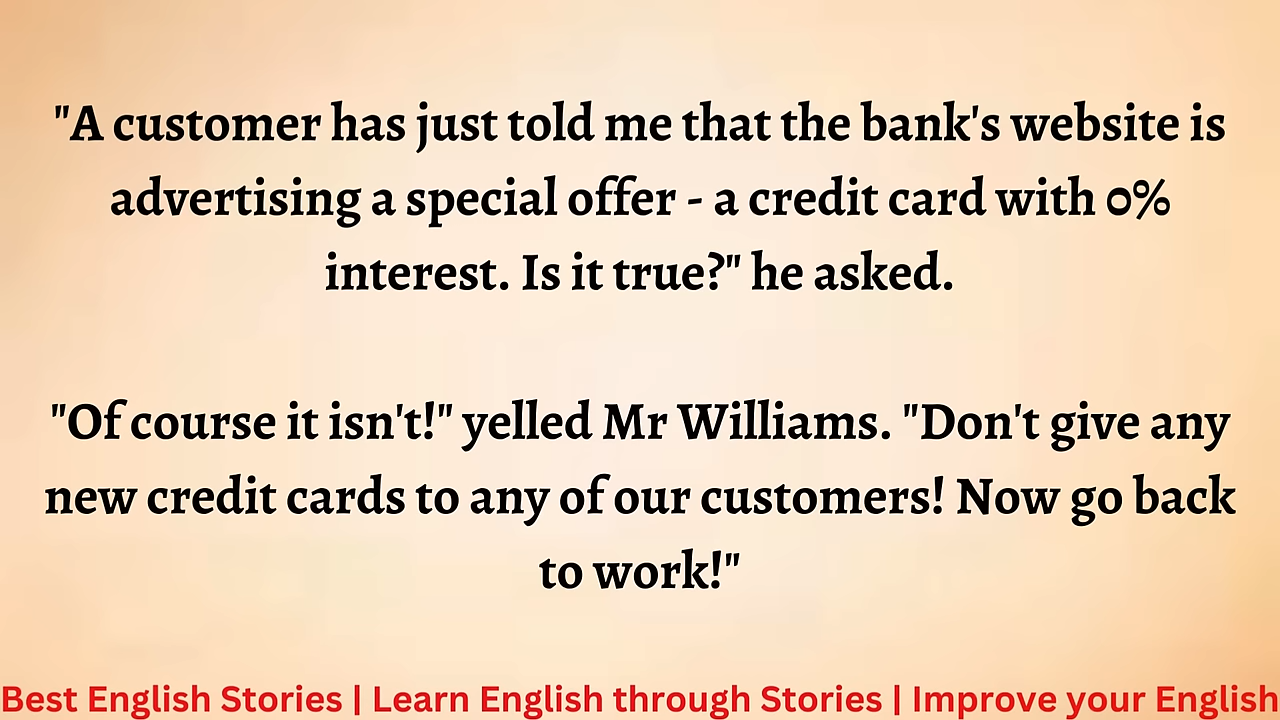 "A customer has just told me that the bank's website is
advertising a special offer - a credit card with 0%
interest. Is it true?" he asked.
"Of course it isn't!" yelled Mr Williams. "Don't give any
new credit cards to any of our customers! Now go back
to work!"
Best English Stories | Learn English through Stories | Improve your English